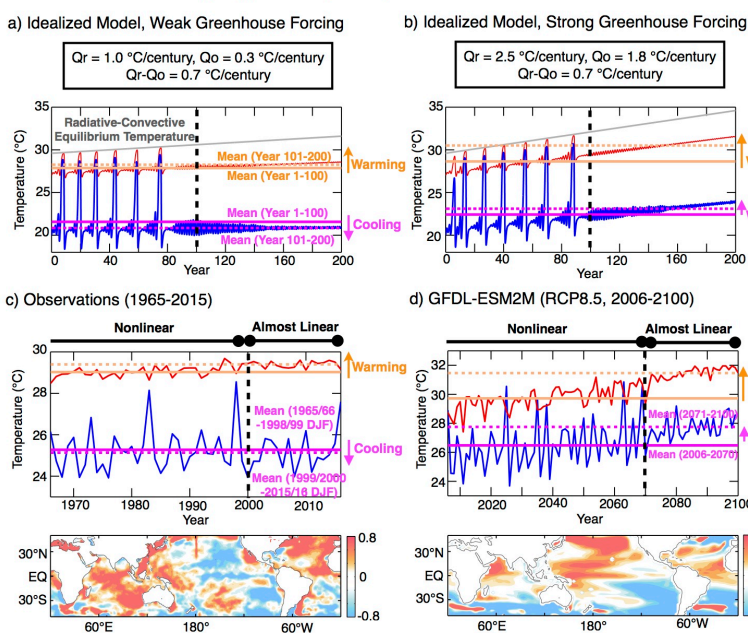 a) Idealized Model, Weak Greenhouse Forcing
Qr = 1.0 °C/century, Qo = 0.3 °C/century
Qr-Qo = 0.7 °C/century
35
30
25
20
Temperature (°C)
Radiative-Convective
Equilibrium Temperature
Mean (Year 101-200)
Mean (Year 1-100)
Warming
Mean (Year 1-100)
Mean (Year 101-200)
Cooling
0 40 80 120 160 200
Year
b) Idealized Model, Strong Greenhouse Forcing
Qr = 2.5 °C/century, Qo = 1.8 °C/century
Qr-Qo = 0.7 °C/century
35
30
25
20
Temperature (°C)
0 40 80 120 160 200
Year
c) Observations (1965-2015)
Nonlinear Almost Linear
30
28
26
24
Temperature (°C)
Warming
Mean (1965/66
-1998/99 DJF)
Cooling
Mean (1999/2000
-2015/16 DJF)
1970 1980 1990 2000 2010
Year
d) GFDL-ESM2M (RCP8.5, 2006-2100)
Nonlinear Almost Linear
32
30
28
26
24
Temperature (°C)
Mean (2071-2100)
Mean (2006-2070)
2020 2040 2060 2080 2100
Year
30°N
EQ
30°S
60°E 180° 60°W
0.8
0
-0.8
30°N
EQ
30°S
60°E 180° 60°W